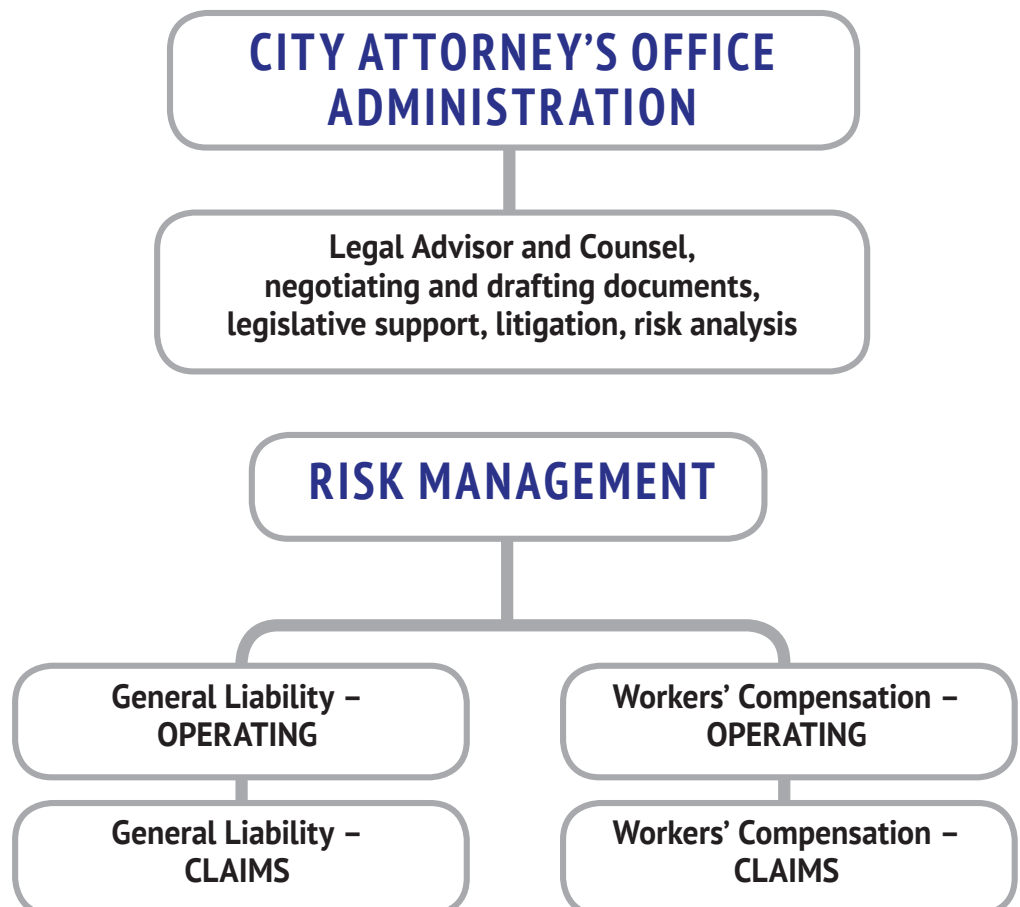 CITY ATTORNEY’S OFFICE
ADMINISTRATION
Legal Advisor and Counsel,
negotiating and drafting documents,
legislative support, litigation, risk analysis
RISK MANAGEMENT
General Liability –
OPERATING
Workers’ Compensation –
OPERATING
General Liability –
CLAIMS
Workers’ Compensation –
CLAIMS